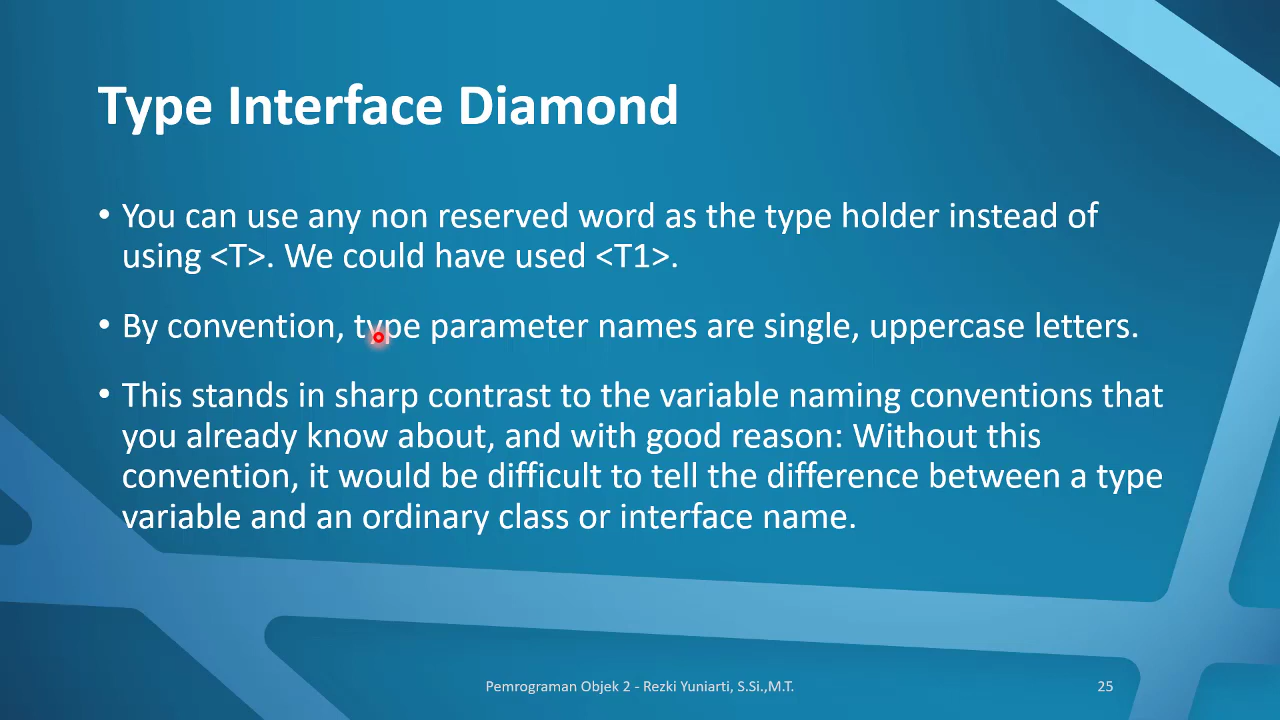 Type Interface Diamond
• You can use any non reserved word as the type holder instead of
using <T>. We could have used <T1>.
• By convention, type parameter names are single, uppercase letters.
• This stands in sharp contrast to the variable naming conventions that
you already know about, and with good reason: Without this
convention, it would be difficult to tell the difference between a type
variable and an ordinary class or interface name.
Pemrograman Objek 2 - Rezki Yuniarti, S.Si.,M.T.
25